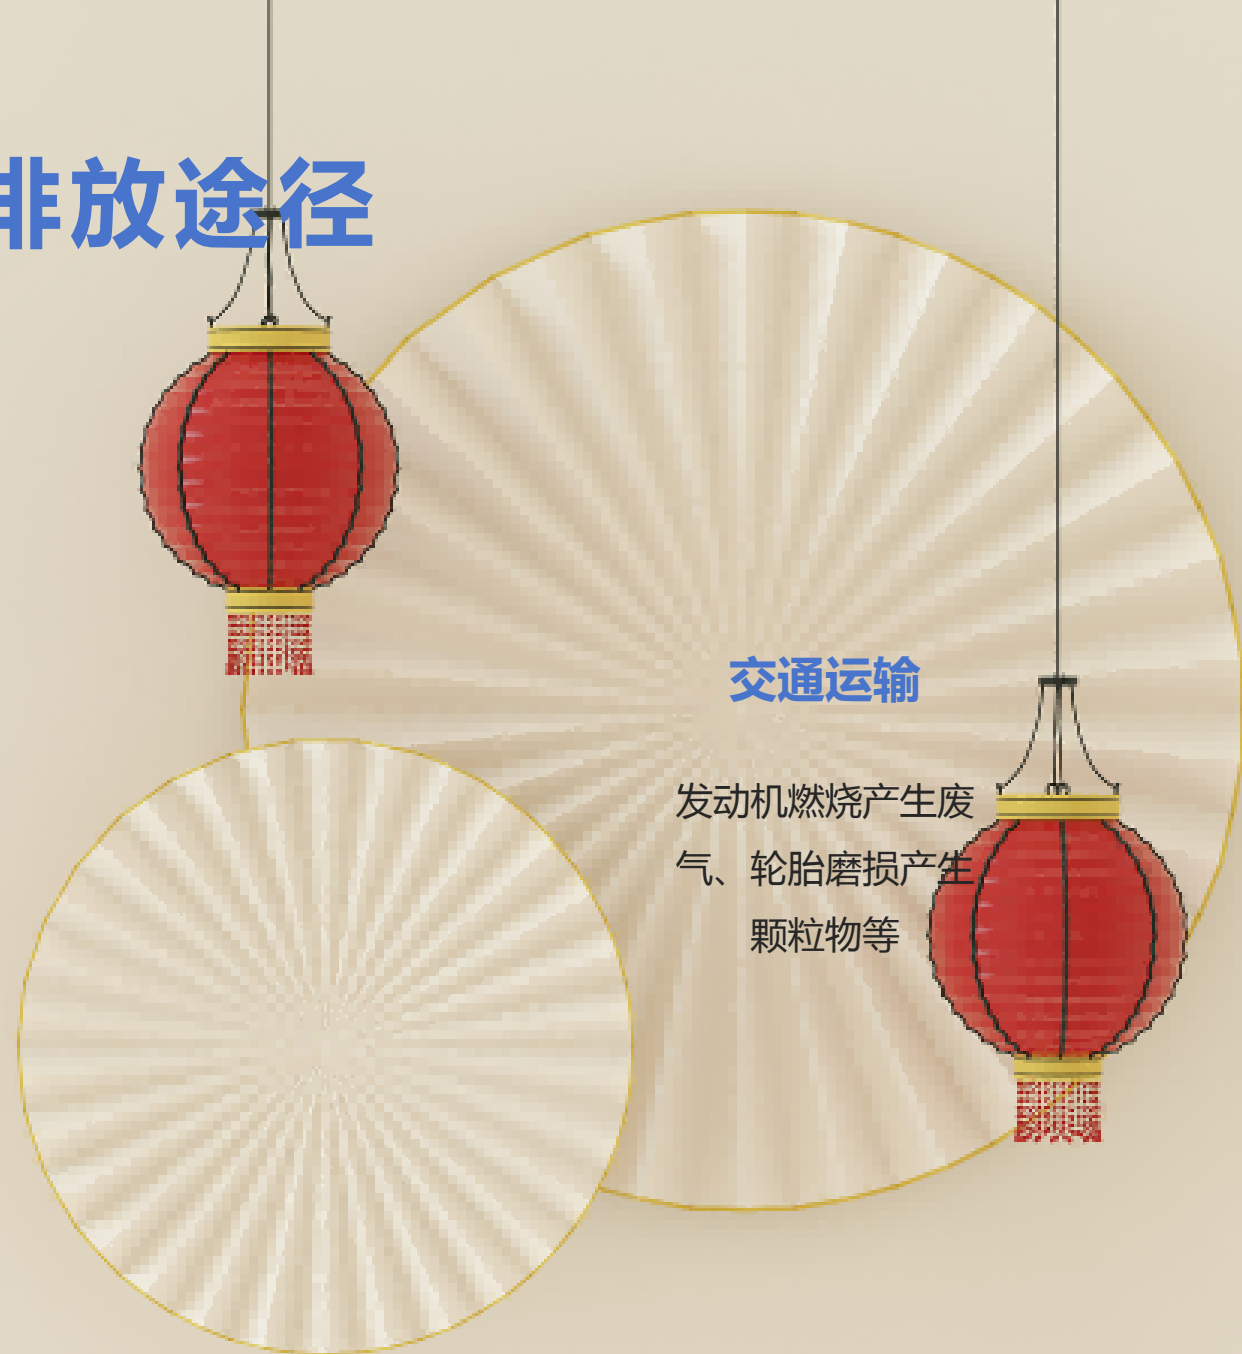 排放途径
交通运输
发动机燃烧产生废
气、轮胎磨损产生
颗粒物等